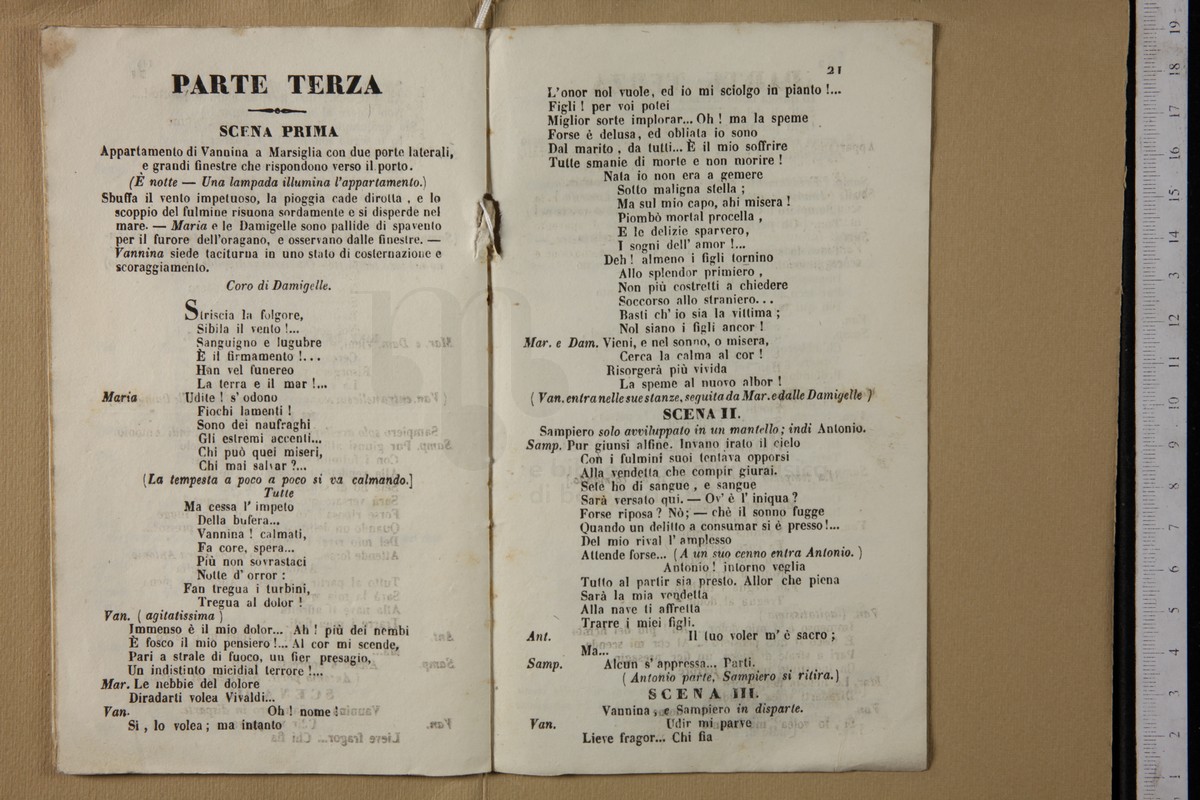 PARTE TERZA
SCENA PRIMA
Appartamento di Vannina a Marsiglia con due porte laterali,
e grandi finestre che rispondono verso il porto.
(È notte — Una lampada illumina l'appartamento.)
Sbuffa il vento impetuoso, la pioggia cade dirotta , e lo
scoppio del fulmine risuona sordamente e si disperde nel
mare. — Maria e le Damigelle sono pallide di spavento
per il furore dell'oragano, e osservano dalle finestre. —
Vannina siede taciturna in uno stato di costernazione e
scoraggiamento.
Coro di Damigelle.
Striscia la folgore,
Sibila il vento !...
Sanguigno e lugubre
È il firmamento !...
Han vel funereo
La terra e il mar !...
Maria Udite ! s' odono
Fiochi lamenti !
Sono dei naufraghi
Gli estremi accenti...
Chi può quei miseri,
Chi mai salvar ?...
[La tempesta a poco a poco si va calmando.]
Tutte
Ma cessa l' impeto
Della bufera...
Vannina ! calmati,
Fa core, spera...
Più non sovrastaci
Notte d' orror :
Fan tregua i turbini,
Tregua al dolor !
Van. ( agitatissima )
Immenso è il mio dolor... Ah ! più dei nembi
È fosco il mio pensiero !... Al cor mi scende,
Pari a strale di fuoco, un fier presagio,
Un indistinto micidial terrore !...
Mar. Le nebbie del dolore
Diradarti volea Vivaldi...
Van. Oh ! nome !
Si , lo volea ; ma intanto
21
L'onor nol vuole, ed io mi sciolgo in pianto !...
Figli ! per voi potei
Miglior sorte implorar... Oh ! ma la speme
Forse è delusa, ed obliata io sono
Dal marito , da tutti... È il mio soffrire
Tutte smanie di morte e non morire !
Nata io non era a gemere
Sotto maligna stella ;
Ma sul mio capo, ahi misera !
Piombò mortal procella ,
E le delizie sparvero,
I sogni dell' amor !...
Deh ! almeno i figli tornino
Allo splendor primiero ,
Non più costretti a chiedere
Soccorso allo straniero...
Basti ch' io sia la vittima ;
Nol siano i figli ancor !
Mar. e Dam. Vieni, e nel sonno, o misera,
Cerca la calma al cor !
Risorgerà più vivida
La speme al nuovo albor !
( Van. entra nelle sue stanze, seguita da Mar. e dalle Damigelle )
SCENA II.
Sampiero solo avviluppato in un mantello; indi Antonio.
Samp. Pur giunsi alfine. Invano irato il cielo
Con i fulmini suoi tentava opporsi
Alla vendetta che compir giurai.
Sete ho di sangue , e sangue
Sarà versato qui. — Ov' è l' iniqua ?
Forse riposa ? Nò; — chè il sonno fugge
Quando un delitto a consumar si è presso !...
Del mio rival l' amplesso
Attende forse... (A un suo cenno entra Antonio. )
Antonio ! intorno veglia
Tutto al partir sia presto. Allor che piena
Sarà la mia vendetta
Alla nave ti affretta
Trarre i miei figli.
Ant. Il tuo voler m' è sacro ;
Ma...
Samp. Alcun s' appressa... Parti.
( Antonio parte, Sampiero si ritira.)
SCENA III.
Vannina , e Sampiero in disparte.
Van. Udir mi parve
Lieve fragor... Chi fia